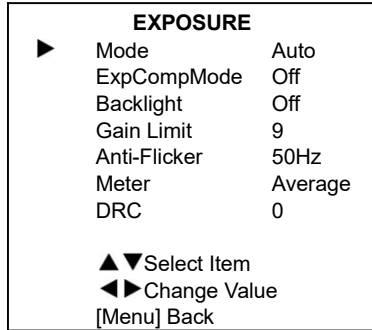 EXPOSURE
▶ Mode Auto
ExpCompMode Off
Backlight Off
Gain Limit 9
Anti-Flicker 50Hz
Meter Average
DRC 0
▲▼Select Item
◀▶Change Value
[Menu] Back